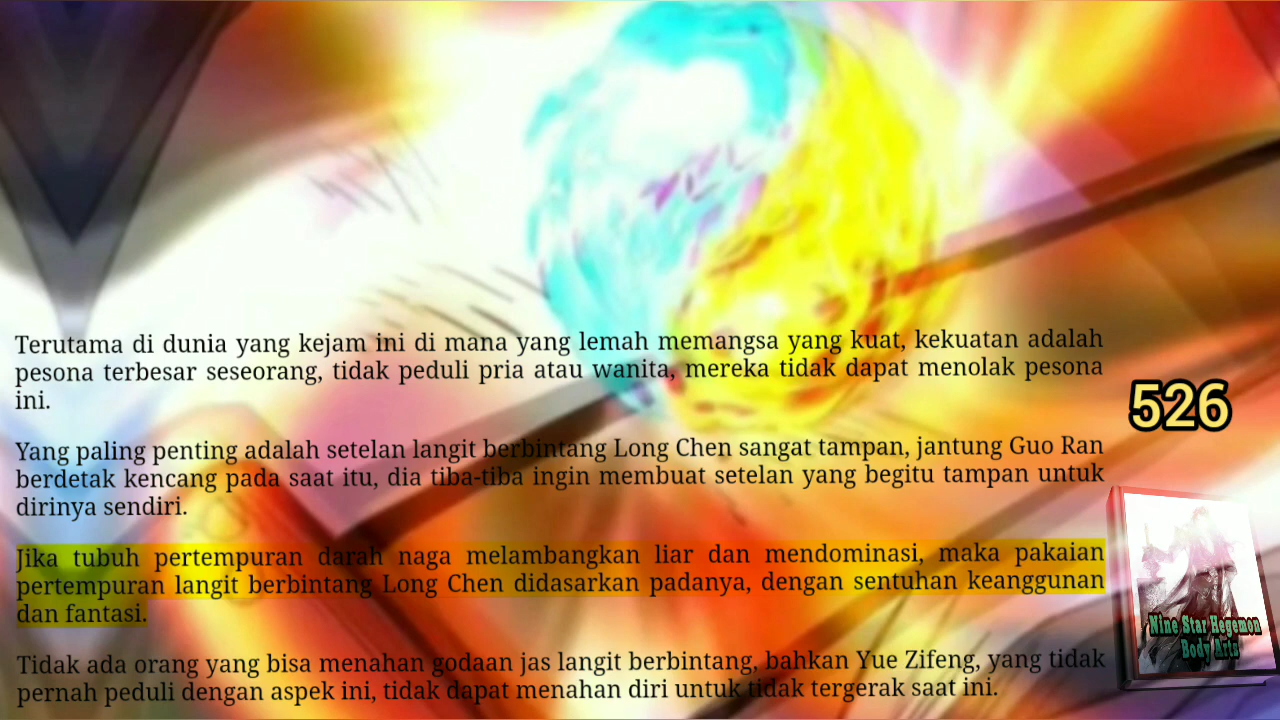 Terutama di dunia yang kejam ini di mana yang lemah memangsa yang kuat, kekuatan adalah
pesona terbesar seseorang, tidak peduli pria atau wanita, mereka tidak dapat menolak pesona
ini.
Yang paling penting adalah setelan langit berbintang Long Chen sangat tampan, jantung Guo Ran
berdetak kencang pada saat itu, dia tiba-tiba ingin membuat setelan yang begitu tampan untuk
dirinya sendiri.
Jika tubuh pertempuran darah naga melambangkan liar dan mendominasi, maka pakaian
pertempuran langit berbintang Long Chen didasarkan padanya, dengan sentuhan keanggunan
dan fantasi.
Tidak ada orang yang bisa menahan godaan jas langit berbintang, bahkan Yue Zifeng, yang tidak
pernah peduli dengan aspek ini, tidak dapat menahan diri untuk tidak tergerak saat ini.
526
Nine Star Hegemon
Body Arts